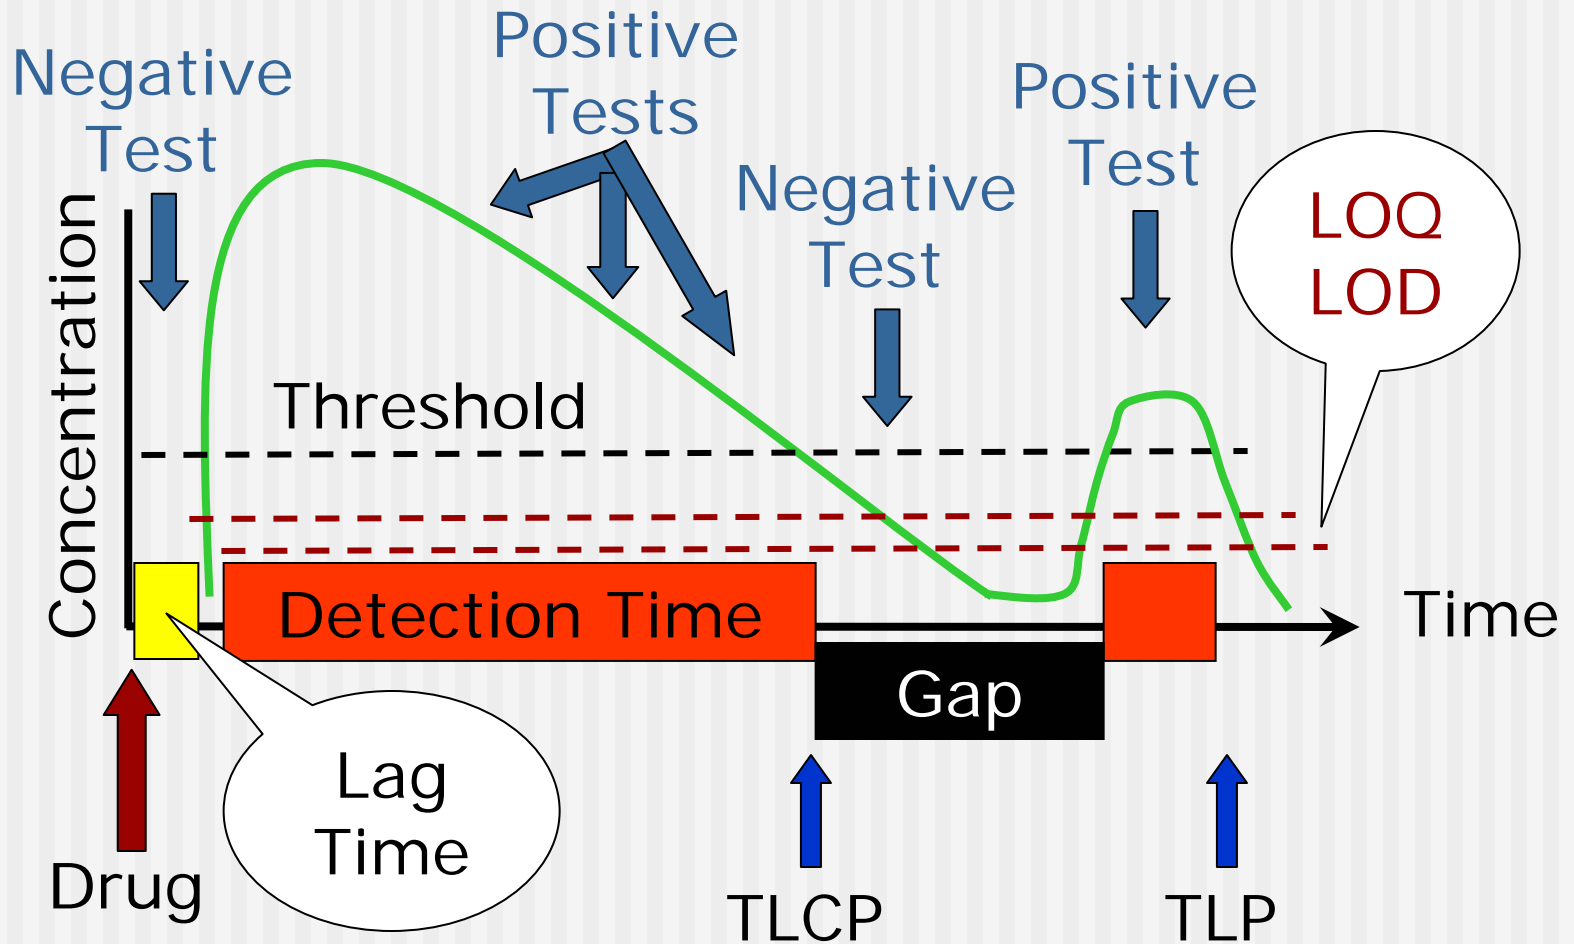 Negative
Test
Positive
Tests
Negative
Test
Positive
Test
LOQ
LOD
Concentration
Threshold
Detection Time
Time
Gap
Lag
Time
Drug
TLCP
TLP